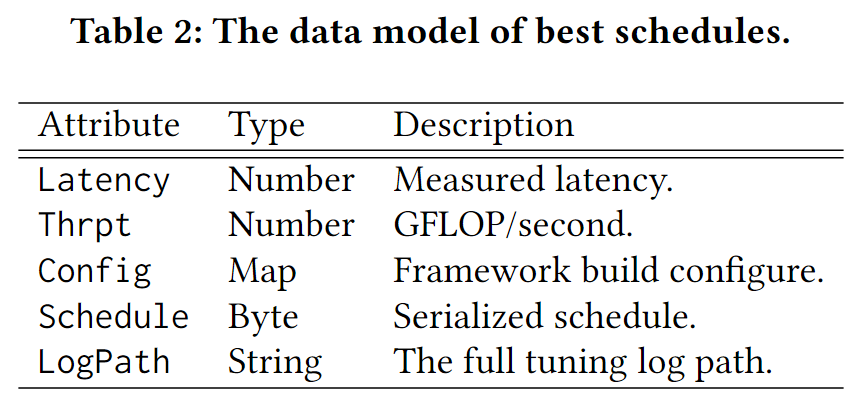 Table 2: The data model of best schedules.
Attribute Type Description
Latency Number Measured latency.
Thrpt Number GFLOP/second.
Config Map Framework build configure.
Schedule Byte Serialized schedule.
LogPath String The full tuning log path.